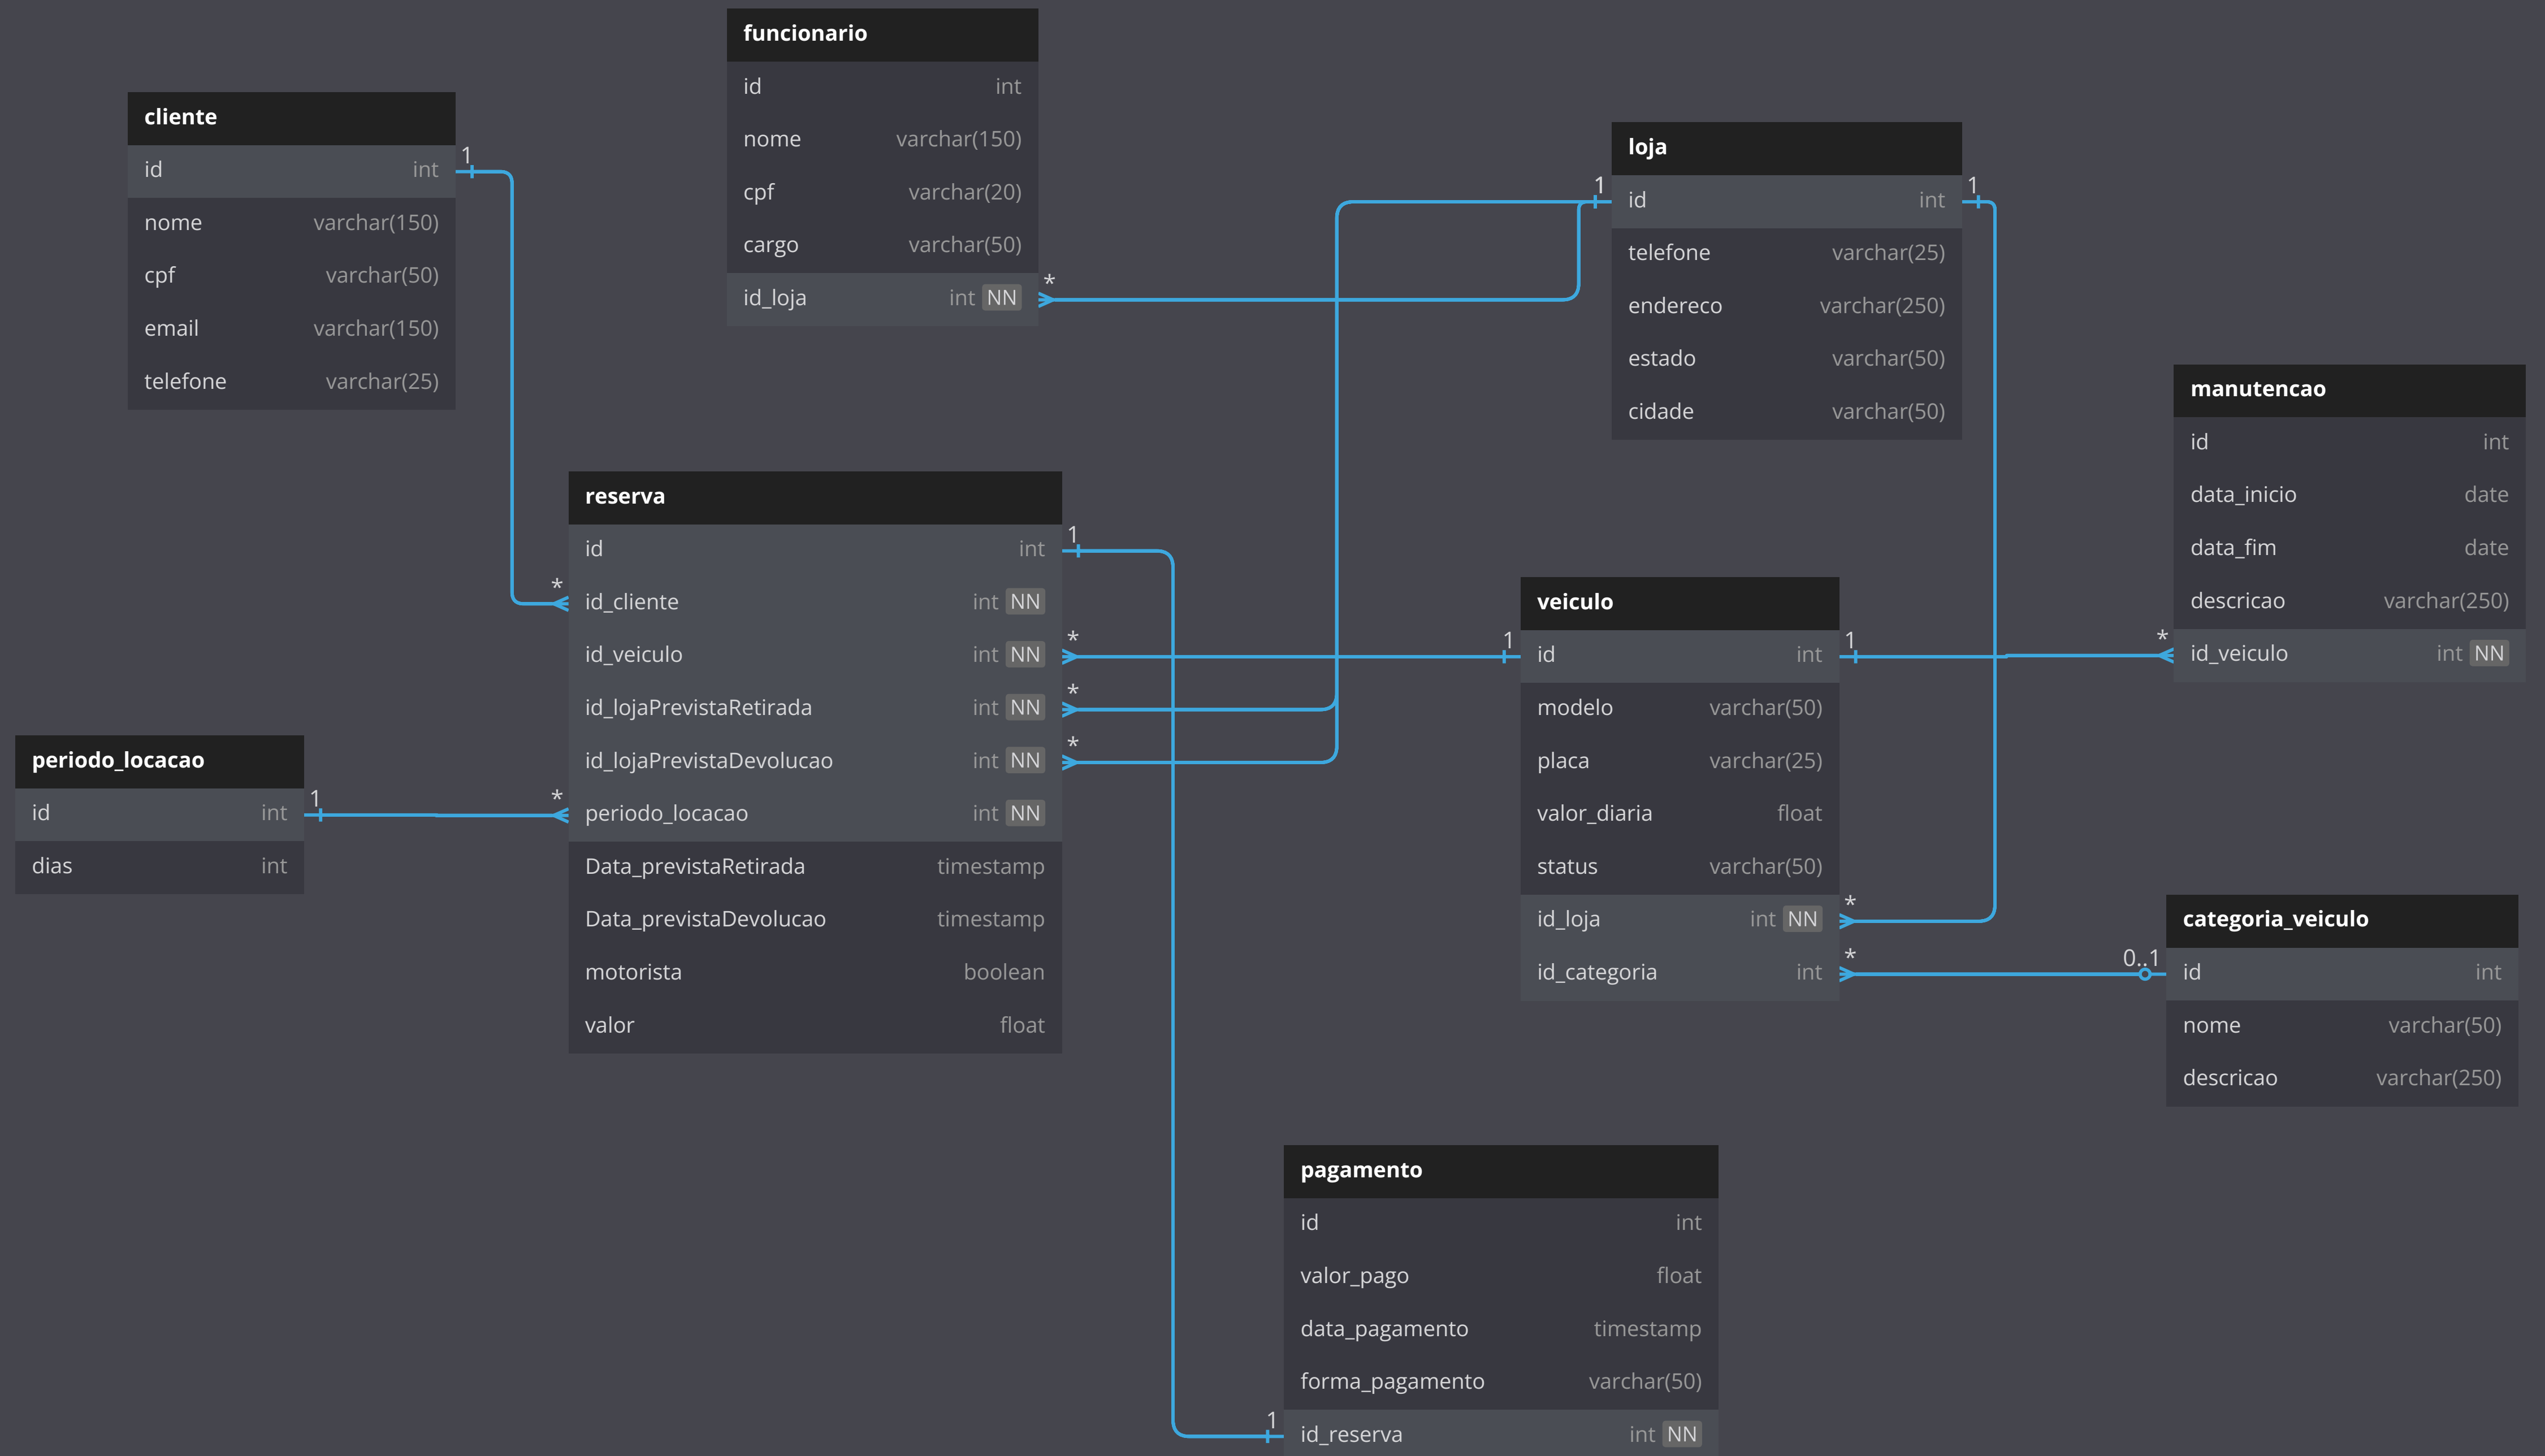 funcionario
id int
nome varchar(150)
cpf varchar(20)
cargo varchar(50)
id_loja int NN
*
cliente
id int
1
nome varchar(150)
cpf varchar(50)
email varchar(150)
telefone varchar(25)
loja
1
id int
1
telefone varchar(25)
endereco varchar(250)
estado varchar(50)
cidade varchar(50)
manutencao
id int
data_inicio date
data_fim date
descricao varchar(250)
*
id_veiculo int NN
reserva
id int
1
*
id_cliente int NN
id_veiculo int NN
*
id_lojaPrevistaRetirada int NN
*
id_lojaPrevistaDevolucao int NN
*
*
periodo_locacao int NN
Data_previstaRetirada timestamp
Data_previstaDevolucao timestamp
motorista boolean
valor float
veiculo
1
id int
1
modelo varchar(50)
placa varchar(25)
valor_diaria float
status varchar(50)
id_loja int NN
*
id_categoria int
*
periodo_locacao
id int
1
dias int
categoria_veiculo
0..1
id int
nome varchar(50)
descricao varchar(250)
pagamento
id int
valor_pago float
data_pagamento timestamp
forma_pagamento varchar(50)
1
id_reserva int NN